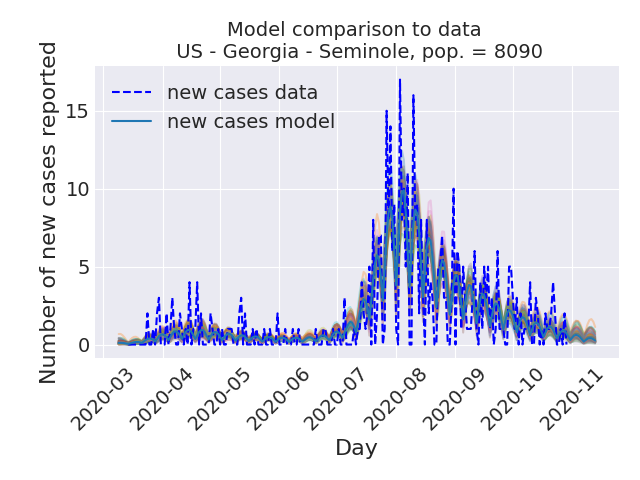 Model comparison to data
US - Georgia - Seminole, pop. = 8090
new cases data
new cases model
Number of new cases reported
15
10
5
0
2020-03
2020-04
2020-05
2020-06
2020-07
2020-08
2020-09
2020-10
2020-11
Day